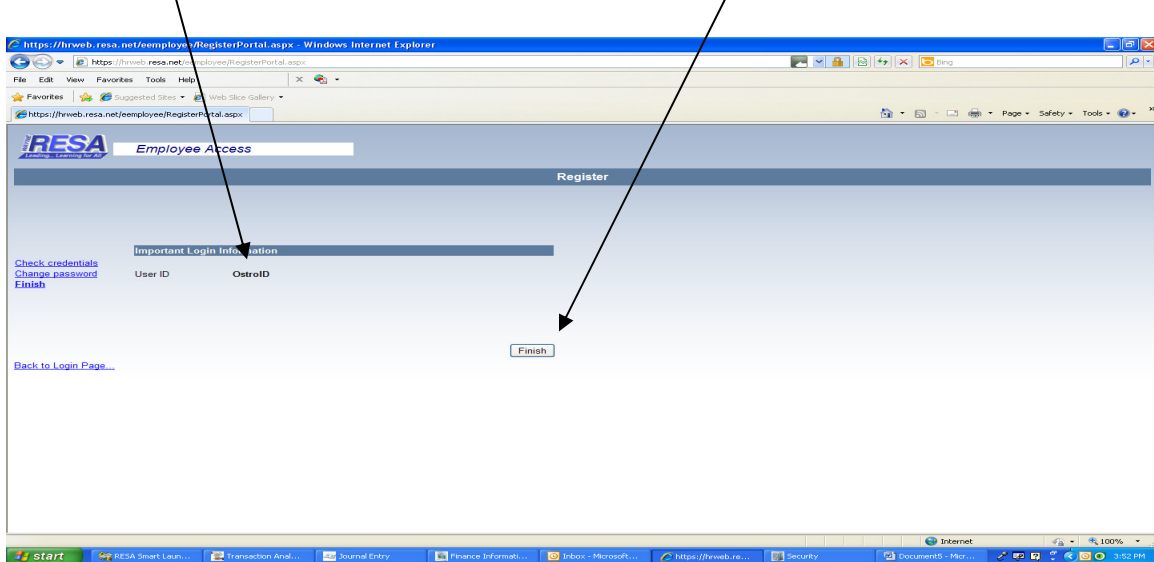 https://hrweb.resa.net/eemployee/RegisterPortal.aspx - Windows Internet Explorer
https://hrweb.resa.net/eemployee/RegisterPortal.aspx
Bing
File Edit View Favorites Tools Help
Favorites Suggested Sites Web Slice Gallery
https://hrweb.resa.net/eemployee/RegisterPortal.aspx
Page Safety Tools
RESA
Leading... Learning for All
Employee Access
Register
Important Login Information
Check credentials
Change password
User ID OstroID
Finish
Finish
Back to Login Page...
Internet 100%
start RESA Smart Laun... Transaction Anal... Journal Entry Finance Informati... Inbox - Microsoft... https://hrweb.re... Security Document5 - Micr... 3:52 PM